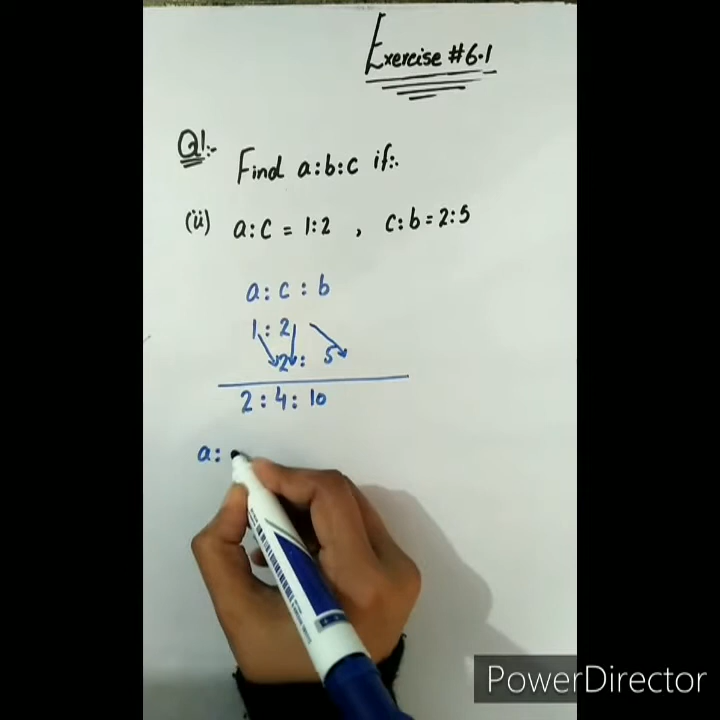 Exercise #6.1
Q1:-
Find a:b:c if:-
(ii) a:c = 1:2 , c:b = 2:5
a : c : b
1 : 2
2 : 5
2 : 4 : 10
a :
PowerDirector